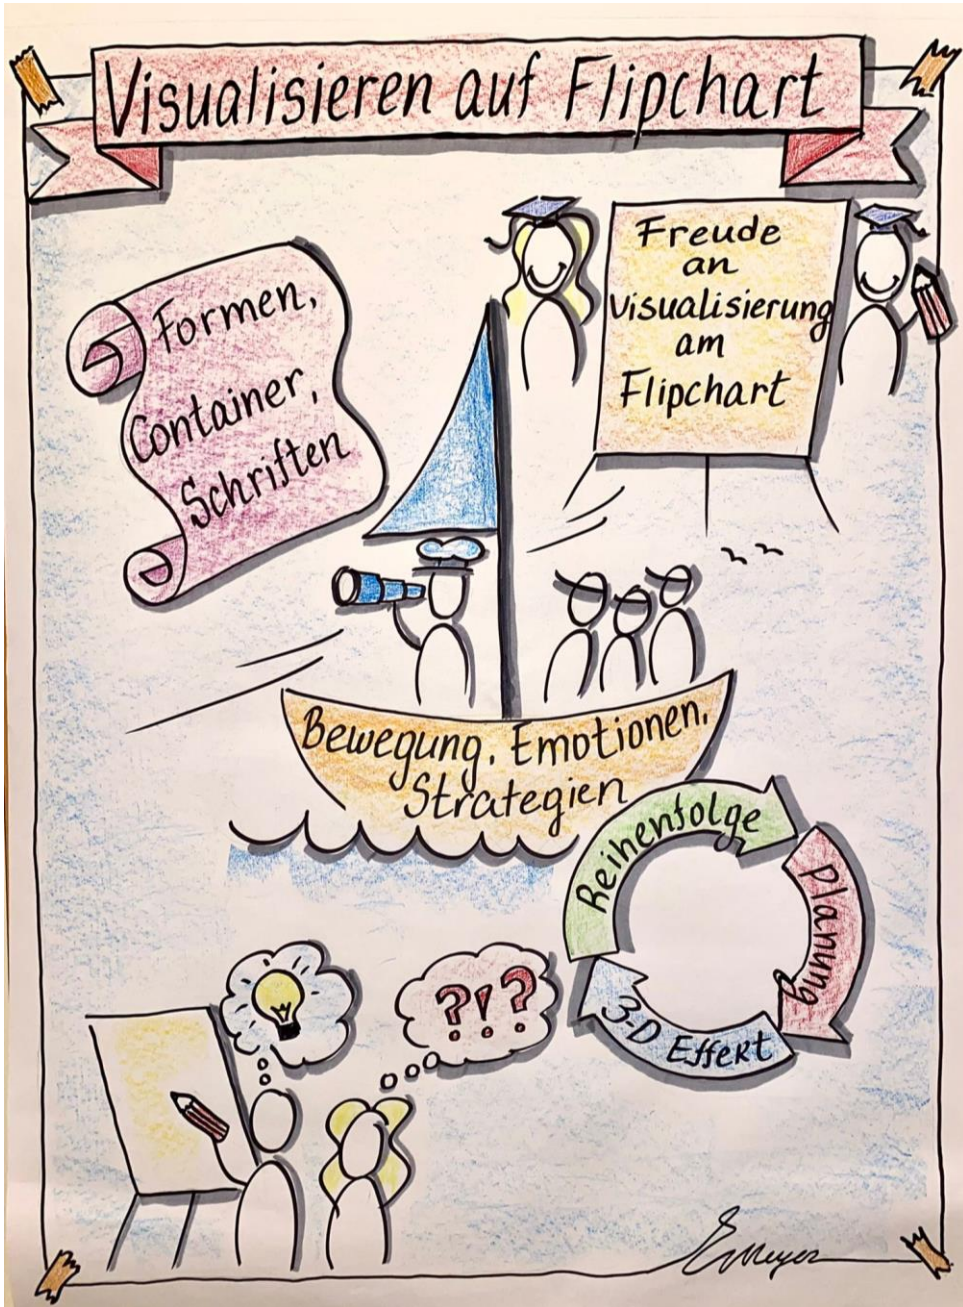 Visualisieren auf Flipchart
Formen,
Container,
Schriften
Freude
an
Visualisierung
am
Flipchart
Bewegung, Emotionen,
Strategien
Reihenfolge
Planung
3-D Effekt
?!?